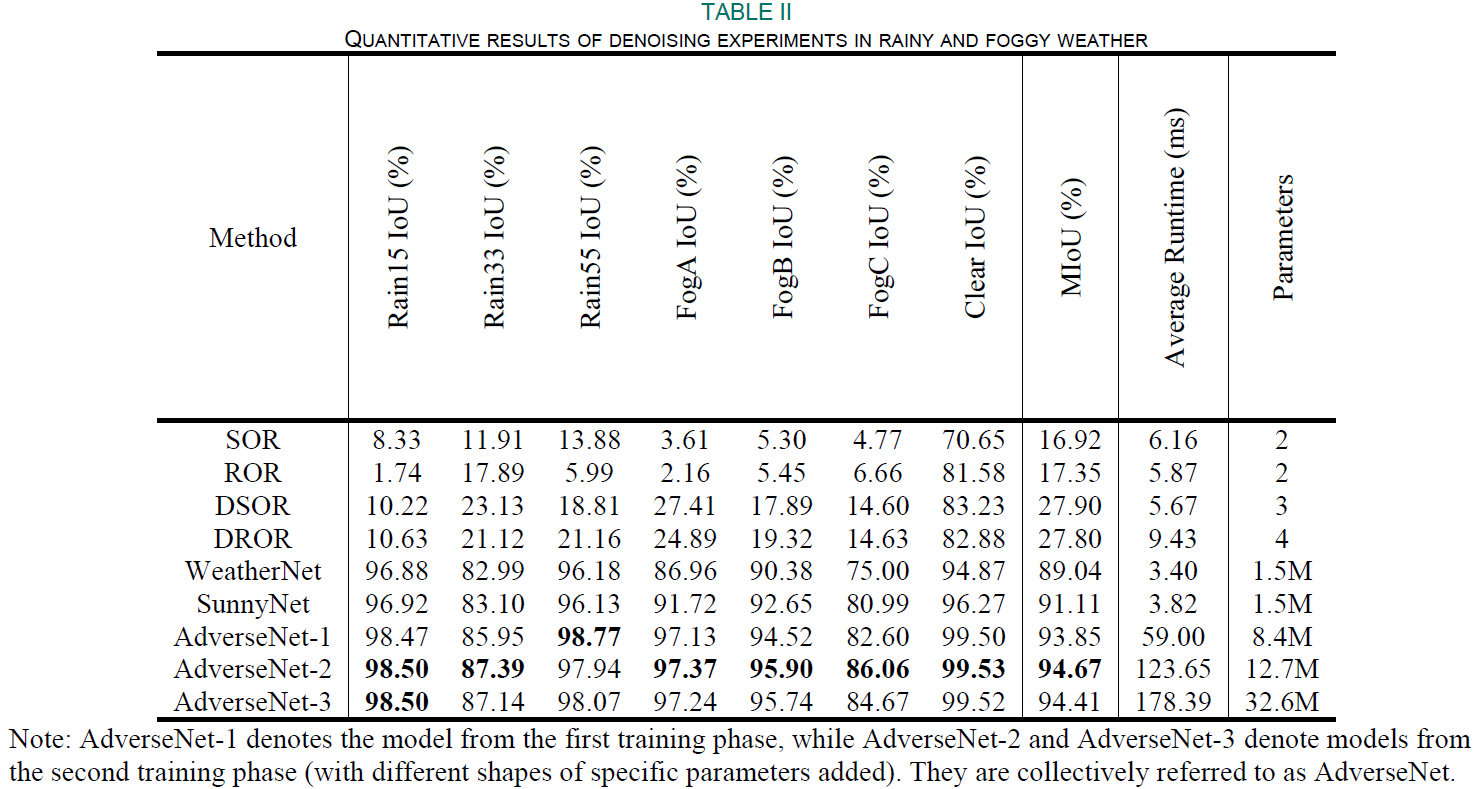 TABLE II
QUANTITATIVE RESULTS OF DENOISING EXPERIMENTS IN RAINY AND FOGGY WEATHER
Method Rain15 IoU (%) Rain33 IoU (%) Rain55 IoU (%) FogA IoU (%) FogB IoU (%) FogC IoU (%) Clear IoU (%) MIoU (%) Average Runtime (ms) Parameters
SOR 8.33 11.91 13.88 3.61 5.30 4.77 70.65 16.92 6.16 2
ROR 1.74 17.89 5.99 2.16 5.45 6.66 81.58 17.35 5.87 2
DSOR 10.22 23.13 18.81 27.41 17.89 14.60 83.23 27.90 5.67 3
DROR 10.63 21.12 21.16 24.89 19.32 14.63 82.88 27.80 9.43 4
WeatherNet 96.88 82.99 96.18 86.96 90.38 75.00 94.87 89.04 3.40 1.5M
SunnyNet 96.92 83.10 96.13 91.72 92.65 80.99 96.27 91.11 3.82 1.5M
AdverseNet-1 98.47 85.95 98.77 97.13 94.52 82.60 99.50 93.85 59.00 8.4M
AdverseNet-2 98.50 87.39 97.94 97.37 95.90 86.06 99.53 94.67 123.65 12.7M
AdverseNet-3 98.50 87.14 98.07 97.24 95.74 84.67 99.52 94.41 178.39 32.6M
Note: AdverseNet-1 denotes the model from the first training phase, while AdverseNet-2 and AdverseNet-3 denote models from
the second training phase (with different shapes of specific parameters added). They are collectively referred to as AdverseNet.